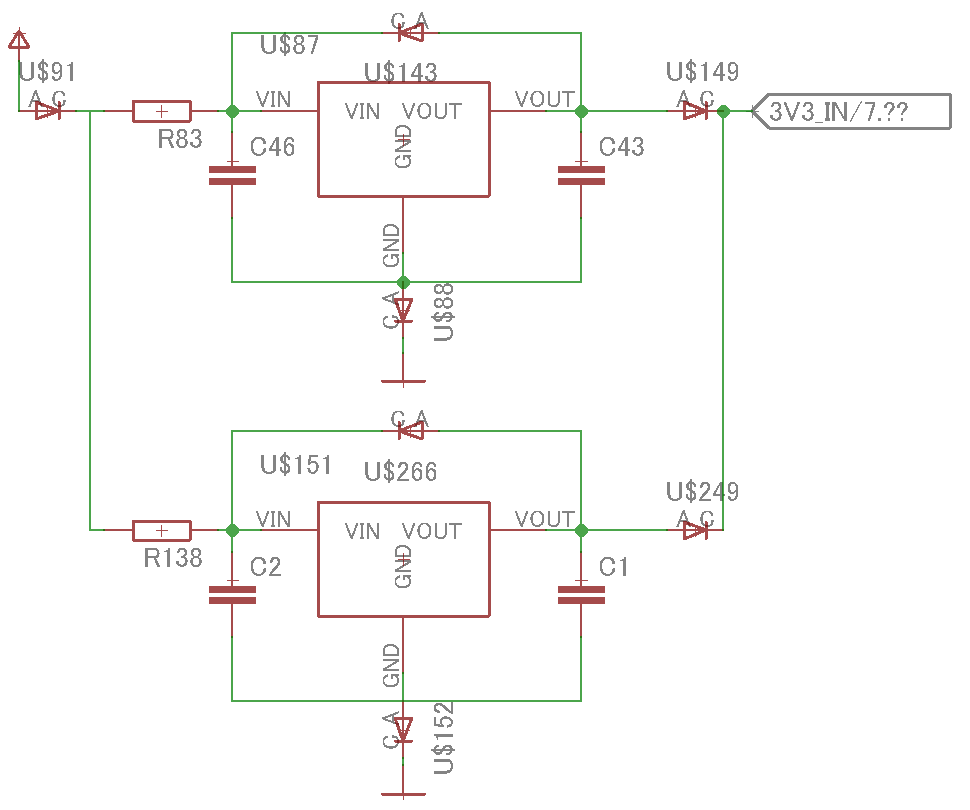 C A
U$87
U$91
U$143
U$149
A C
VIN
VIN VOUT
VOUT
A C
3V3_IN/7.??
R83
C46
GND
C43
GND
C A
U$88
C A
U$151
U$266
U$249
VIN
VIN VOUT
VOUT
A C
R138
C2
GND
C1
GND
C A
U$152